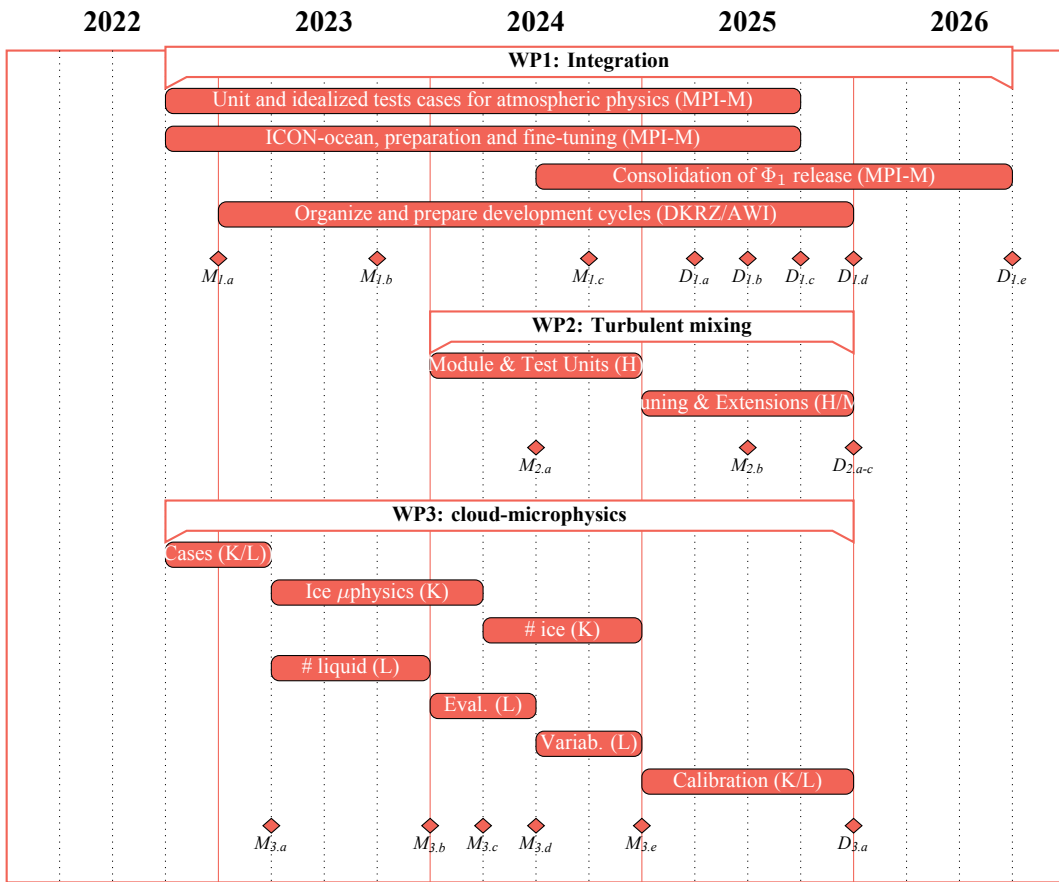 2022 2023 2024 2025 2026
WP1: Integration
Unit and idealized tests cases for atmospheric physics (MPI-M)
ICON-ocean, preparation and fine-tuning (MPI-M)
Consolidation of Φ₁ release (MPI-M)
Organize and prepare development cycles (DKRZ/AWI)
M1.a M1.b M1.c D1.a D1.b D1.c D1.d D1.e
WP2: Turbulent mixing
Module & Test Units (H)
uning & Extensions (H/M
M2.a M2.b D2.a-c
WP3: cloud-microphysics
Cases (K/L)
Ice μphysics (K)
# ice (K)
# liquid (L)
Eval. (L)
Variab. (L)
Calibration (K/L)
M3.a M3.b M3.c M3.d M3.e D3.a